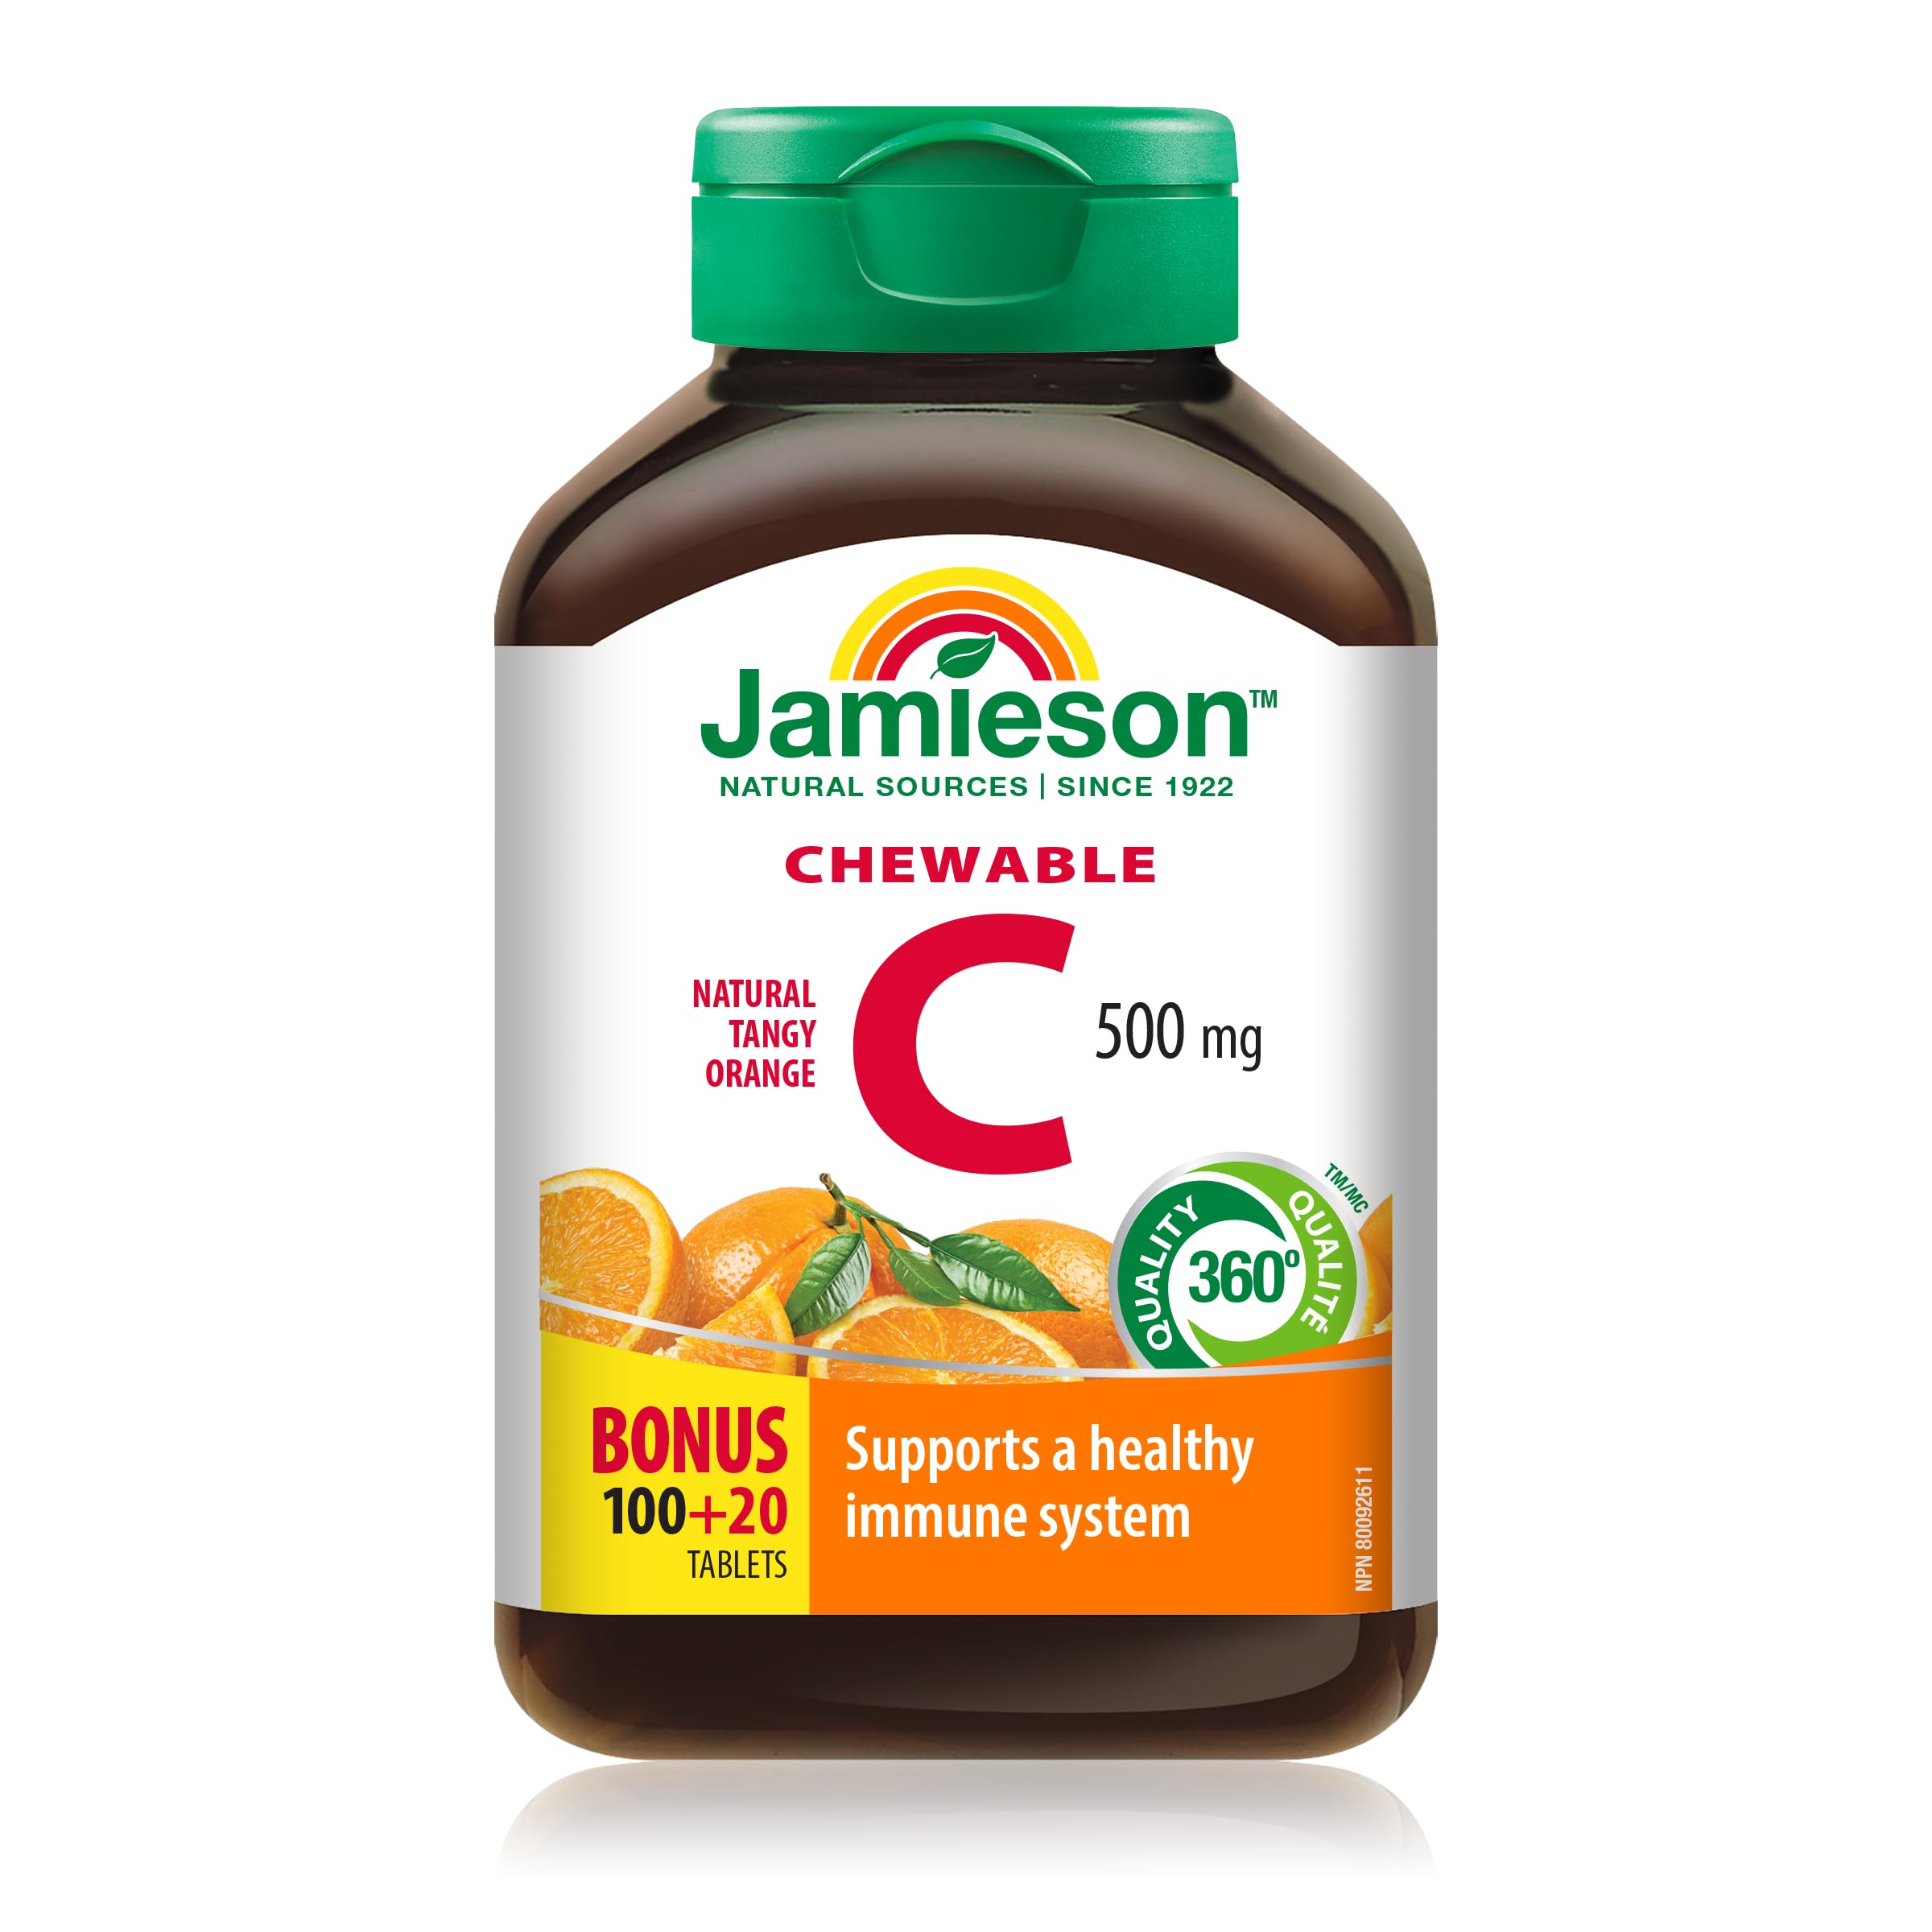 Jamieson™
NATURAL SOURCES | SINCE 1922
CHEWABLE
NATURAL
TANGY
ORANGE
C
500 mg
QUALITY
360°
QUALITÉ
TM/MC
BONUS
100+20
TABLETS
Supports a healthy
immune system
NPN 80092611